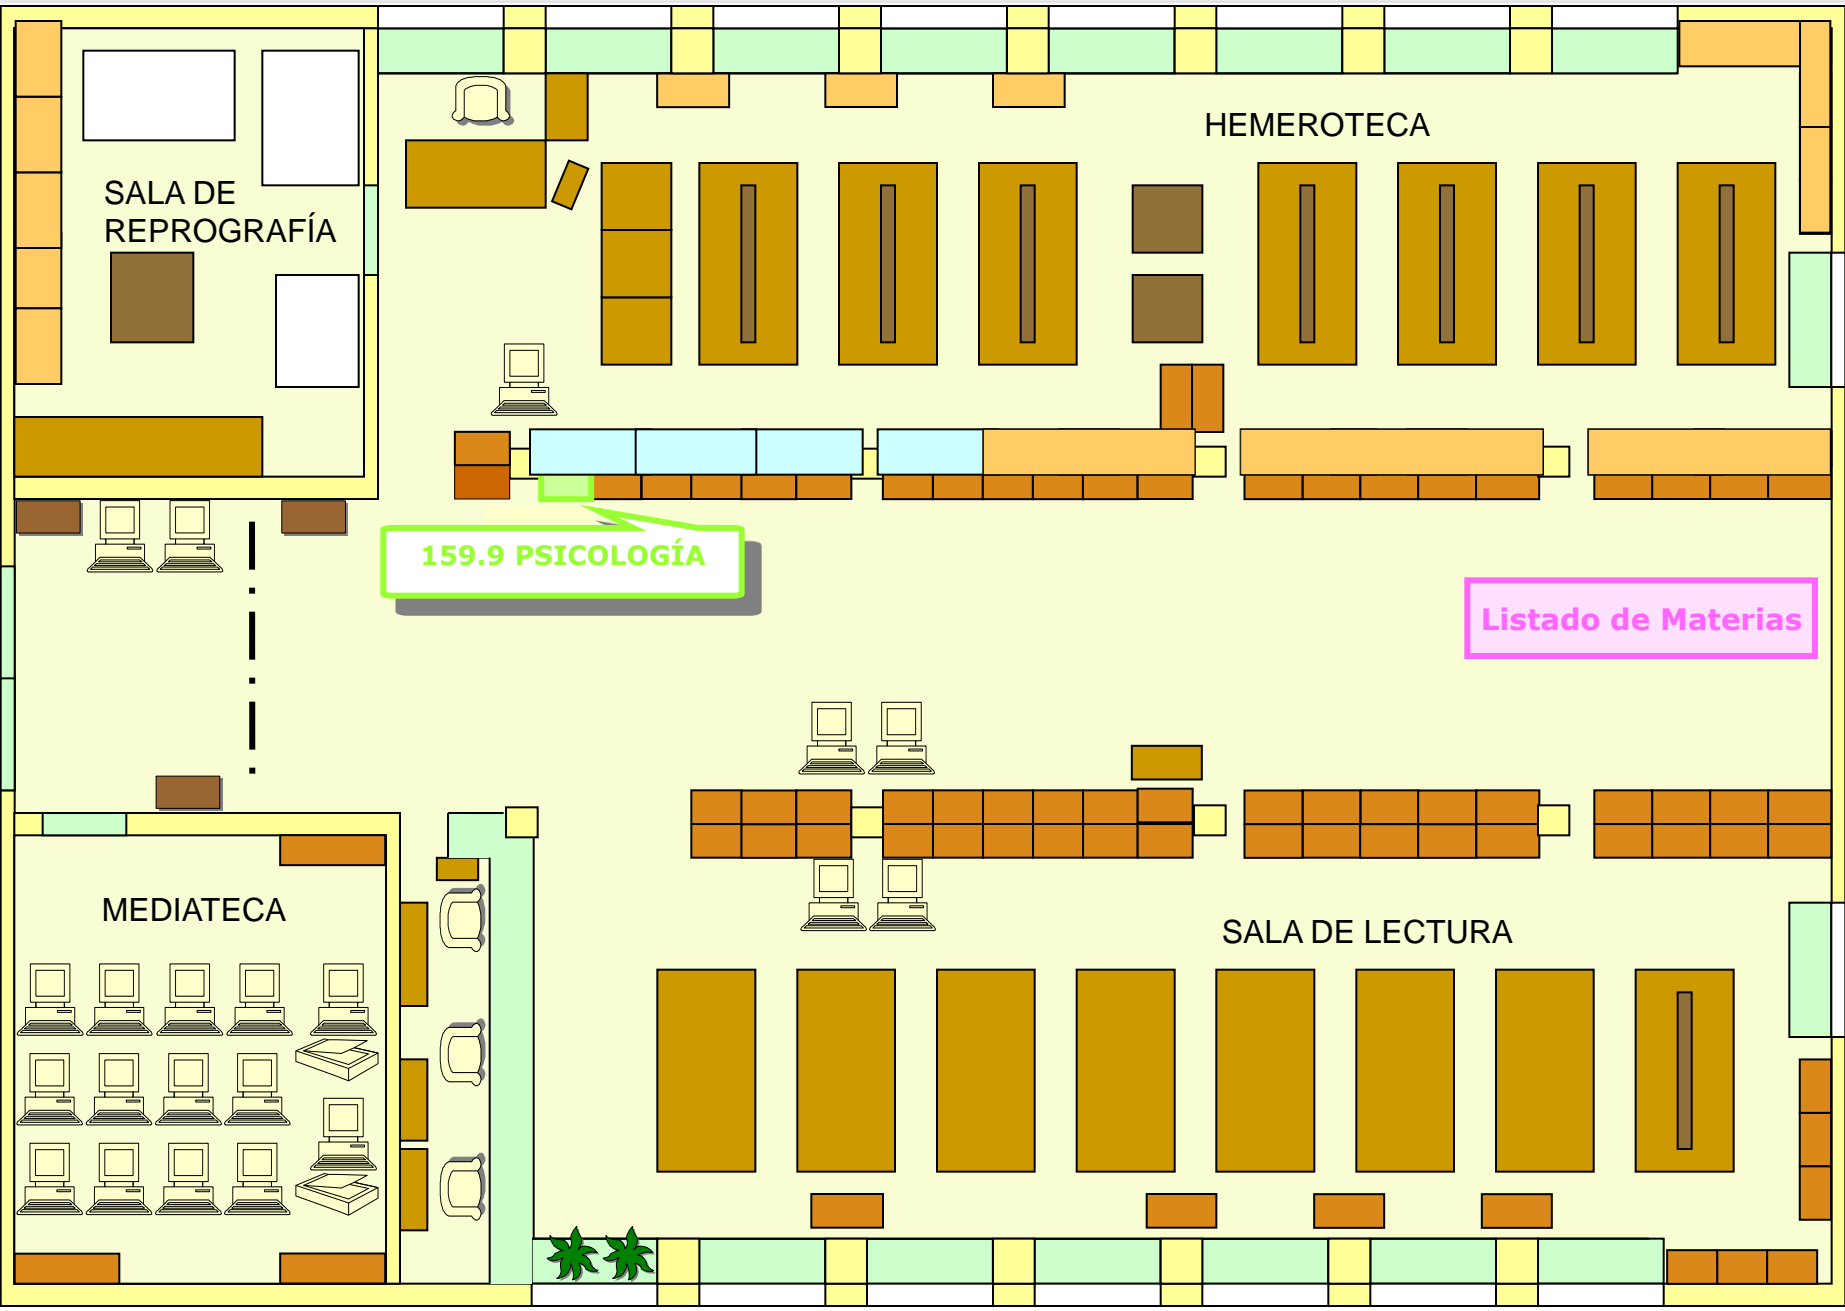 HEMEROTECA
SALA DE
REPROGRAFÍA
159.9 PSICOLOGÍA
Listado de Materias
MEDIATECA
SALA DE LECTURA